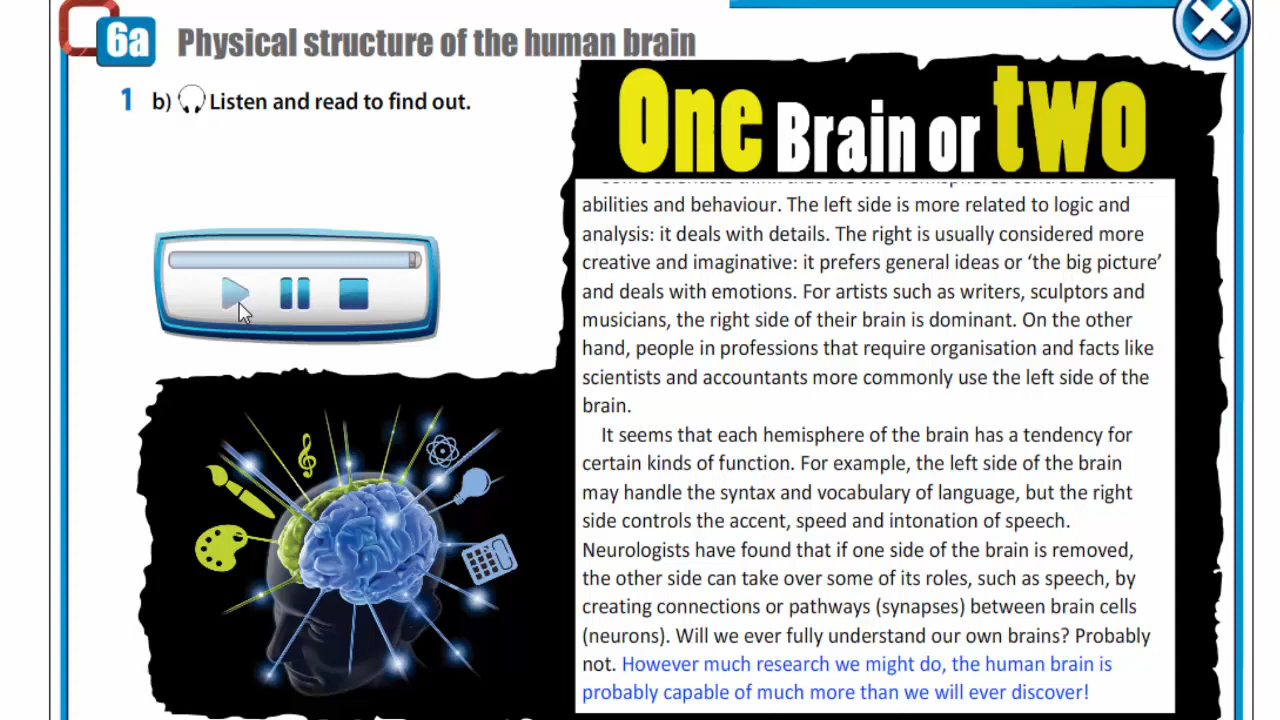 6a Physical structure of the human brain
1 b) Listen and read to find out.
One Brain or two
abilities and behaviour. The left side is more related to logic and
analysis: it deals with details. The right is usually considered more
creative and imaginative: it prefers general ideas or ‘the big picture’
and deals with emotions. For artists such as writers, sculptors and
musicians, the right side of their brain is dominant. On the other
hand, people in professions that require organisation and facts like
scientists and accountants more commonly use the left side of the
brain.
It seems that each hemisphere of the brain has a tendency for
certain kinds of function. For example, the left side of the brain
may handle the syntax and vocabulary of language, but the right
side controls the accent, speed and intonation of speech.
Neurologists have found that if one side of the brain is removed,
the other side can take over some of its roles, such as speech, by
creating connections or pathways (synapses) between brain cells
(neurons). Will we ever fully understand our own brains? Probably
not. However much research we might do, the human brain is
probably capable of much more than we will ever discover!